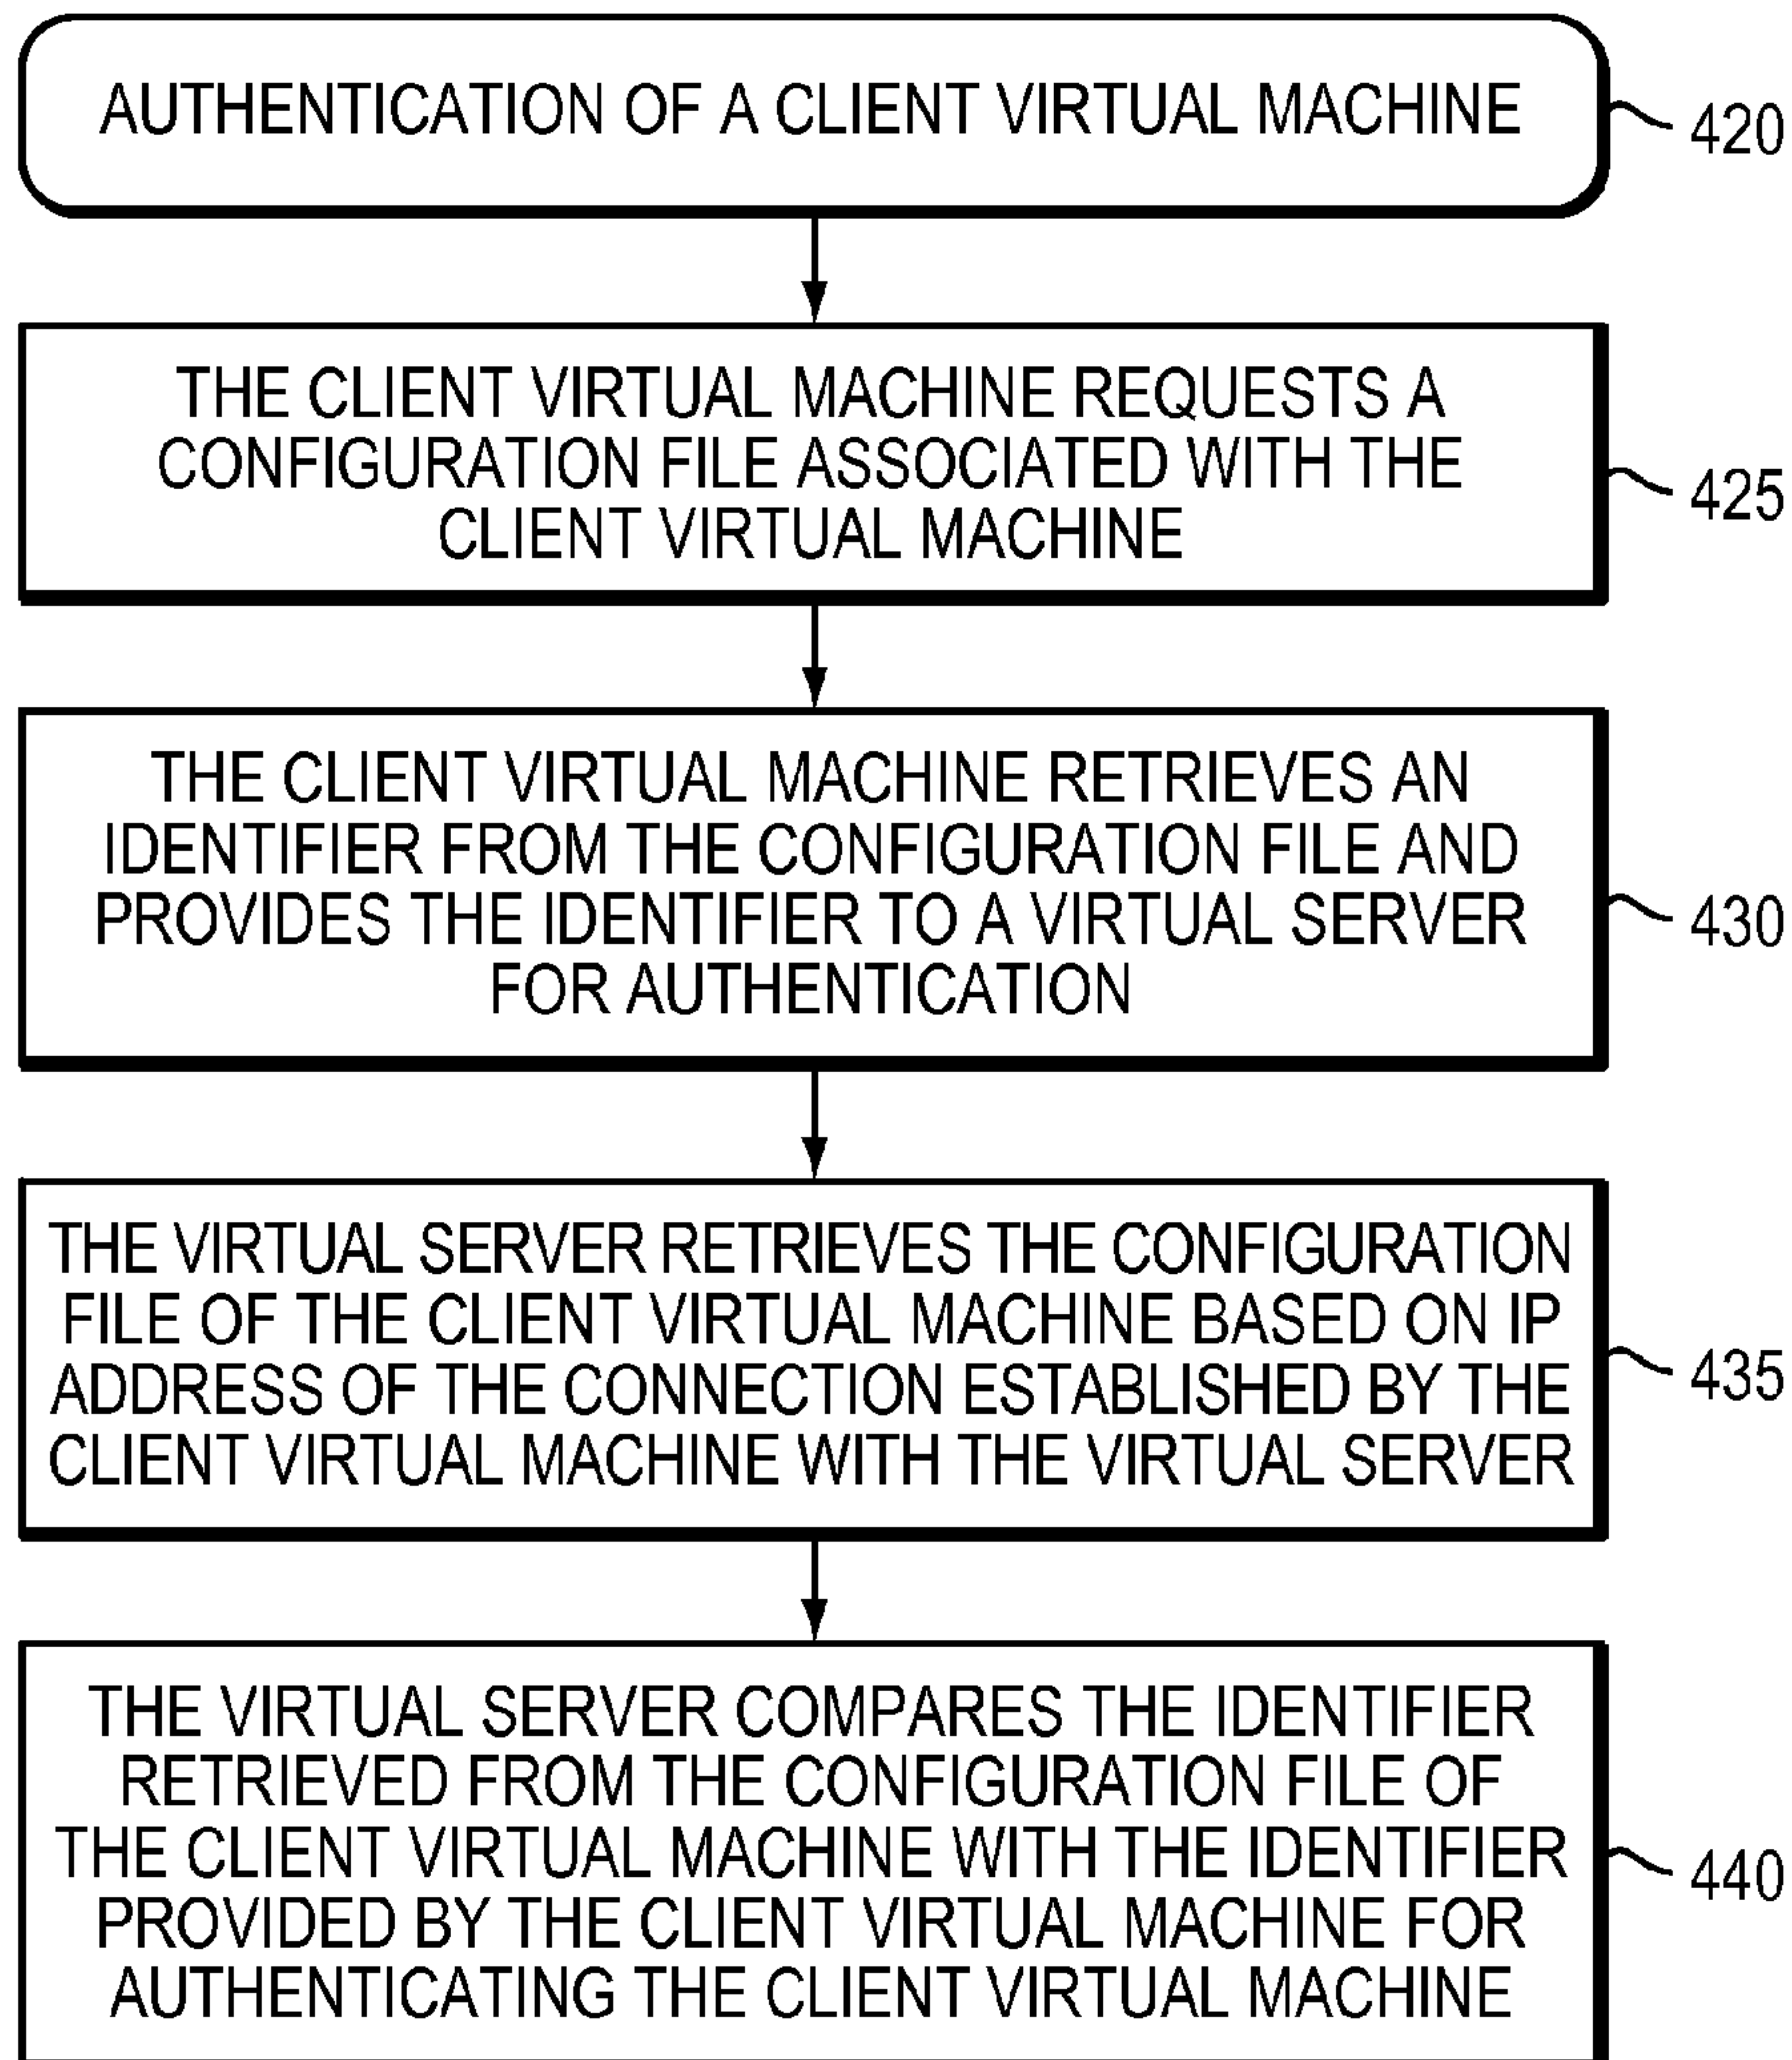 AUTHENTICATION OF A CLIENT VIRTUAL MACHINE
420
THE CLIENT VIRTUAL MACHINE REQUESTS A
CONFIGURATION FILE ASSOCIATED WITH THE
CLIENT VIRTUAL MACHINE
425
THE CLIENT VIRTUAL MACHINE RETRIEVES AN
IDENTIFIER FROM THE CONFIGURATION FILE AND
PROVIDES THE IDENTIFIER TO A VIRTUAL SERVER
FOR AUTHENTICATION
430
THE VIRTUAL SERVER RETRIEVES THE CONFIGURATION
FILE OF THE CLIENT VIRTUAL MACHINE BASED ON IP
ADDRESS OF THE CONNECTION ESTABLISHED BY THE
CLIENT VIRTUAL MACHINE WITH THE VIRTUAL SERVER
435
THE VIRTUAL SERVER COMPARES THE IDENTIFIER
RETRIEVED FROM THE CONFIGURATION FILE OF
THE CLIENT VIRTUAL MACHINE WITH THE IDENTIFIER
PROVIDED BY THE CLIENT VIRTUAL MACHINE FOR
AUTHENTICATING THE CLIENT VIRTUAL MACHINE
440